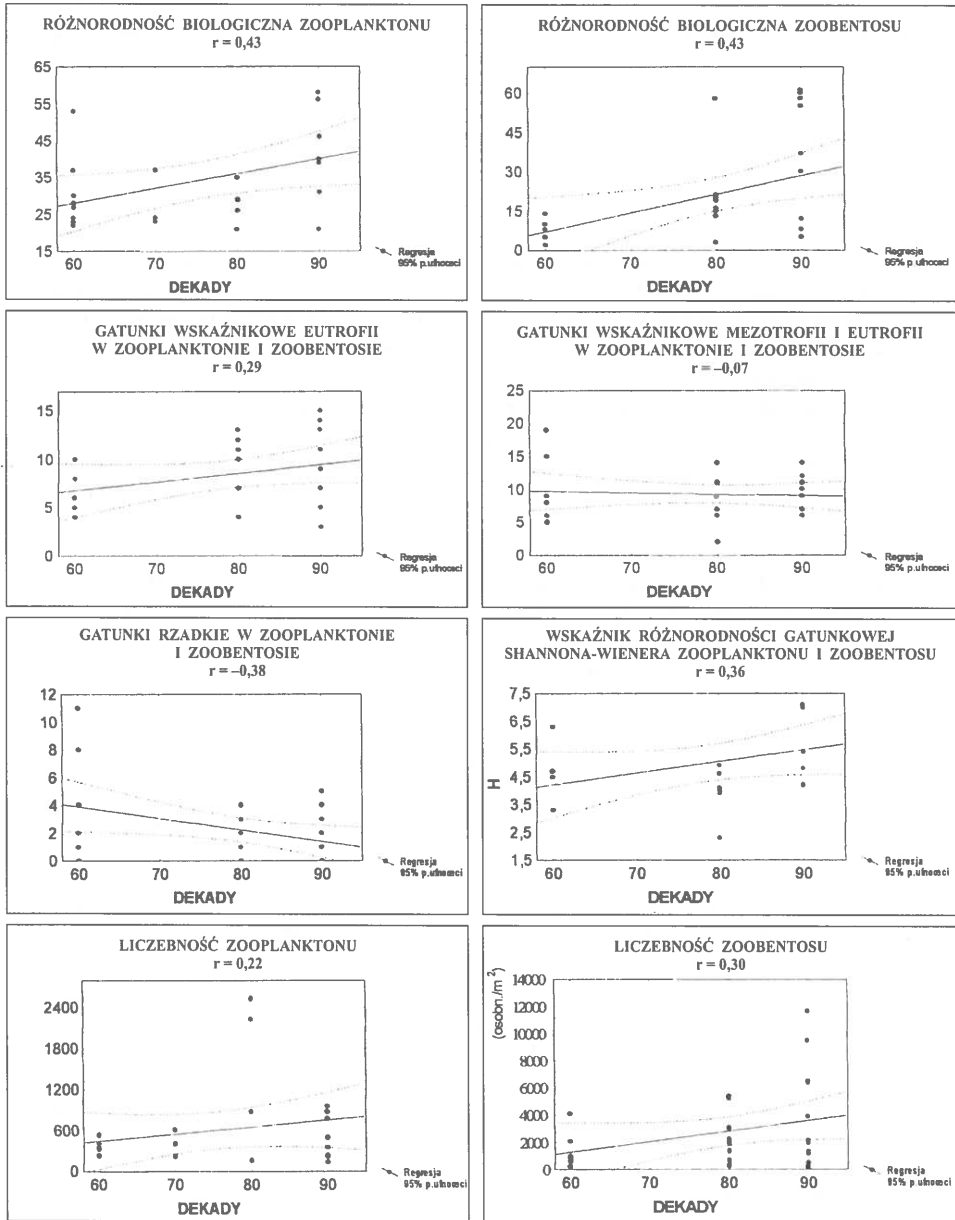 RÓŻNORODNOŚĆ BIOLOGICZNA ZOOPLANKTONU
r = 0,43
65
55
45
35
25
15
60 70 80 90
DEKADY
Regresja
95% p.ufności
RÓŻNORODNOŚĆ BIOLOGICZNA ZOOBENTOSU
r = 0,43
60
45
30
15
0
60 70 80 90
DEKADY
Regresja
95% p.ufności
GATUNKI WSKAŹNIKOWE EUTROFII
W ZOOPLANKTONIE I ZOOBENTOSIE
r = 0,29
15
10
5
0
60 70 80 90
DEKADY
Regresja
95% p.ufności
GATUNKI WSKAŹNIKOWE MEZOTROFII I EUTROFII
W ZOOPLANKTONIE I ZOOBENTOSIE
r = –0,07
25
20
15
10
5
0
60 70 80 90
DEKADY
Regresja
95% p.ufności
GATUNKI RZADKIE W ZOOPLANKTONIE
I ZOOBENTOSIE
r = –0,38
12
10
8
6
4
2
0
60 70 80 90
DEKADY
Regresja
95% p.ufności
WSKAŹNIK RÓŻNORODNOŚCI GATUNKOWEJ
SHANNONA-WIENERA ZOOPLANKTONU I ZOOBENTOSU
r = 0,36
H
7,5
6,5
5,5
4,5
3,5
2,5
1,5
60 70 80 90
DEKADY
Regresja
95% p.ufności
LICZEBNOŚĆ ZOOPLANKTONU
r = 0,22
2400
1800
1200
600
0
60 70 80 90
DEKADY
Regresja
95% p.ufności
LICZEBNOŚĆ ZOOBENTOSU
r = 0,30
(osobn./m²)
14000
12000
10000
8000
6000
4000
2000
0
60 70 80 90
DEKADY
Regresja
95% p.ufności